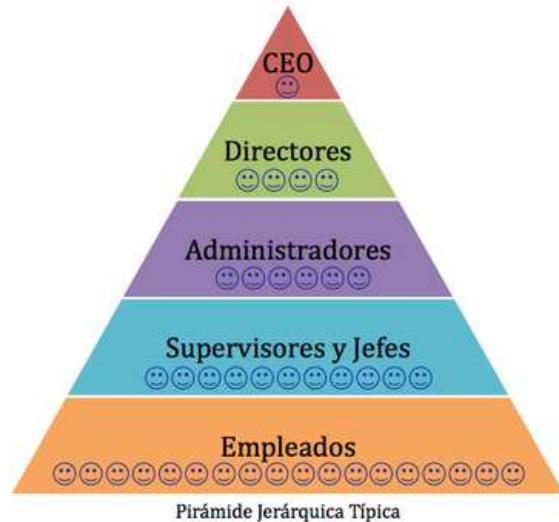 CEO
Directores
Administradores
Supervisores y Jefes
Empleados
Pirámide Jerárquica Típica